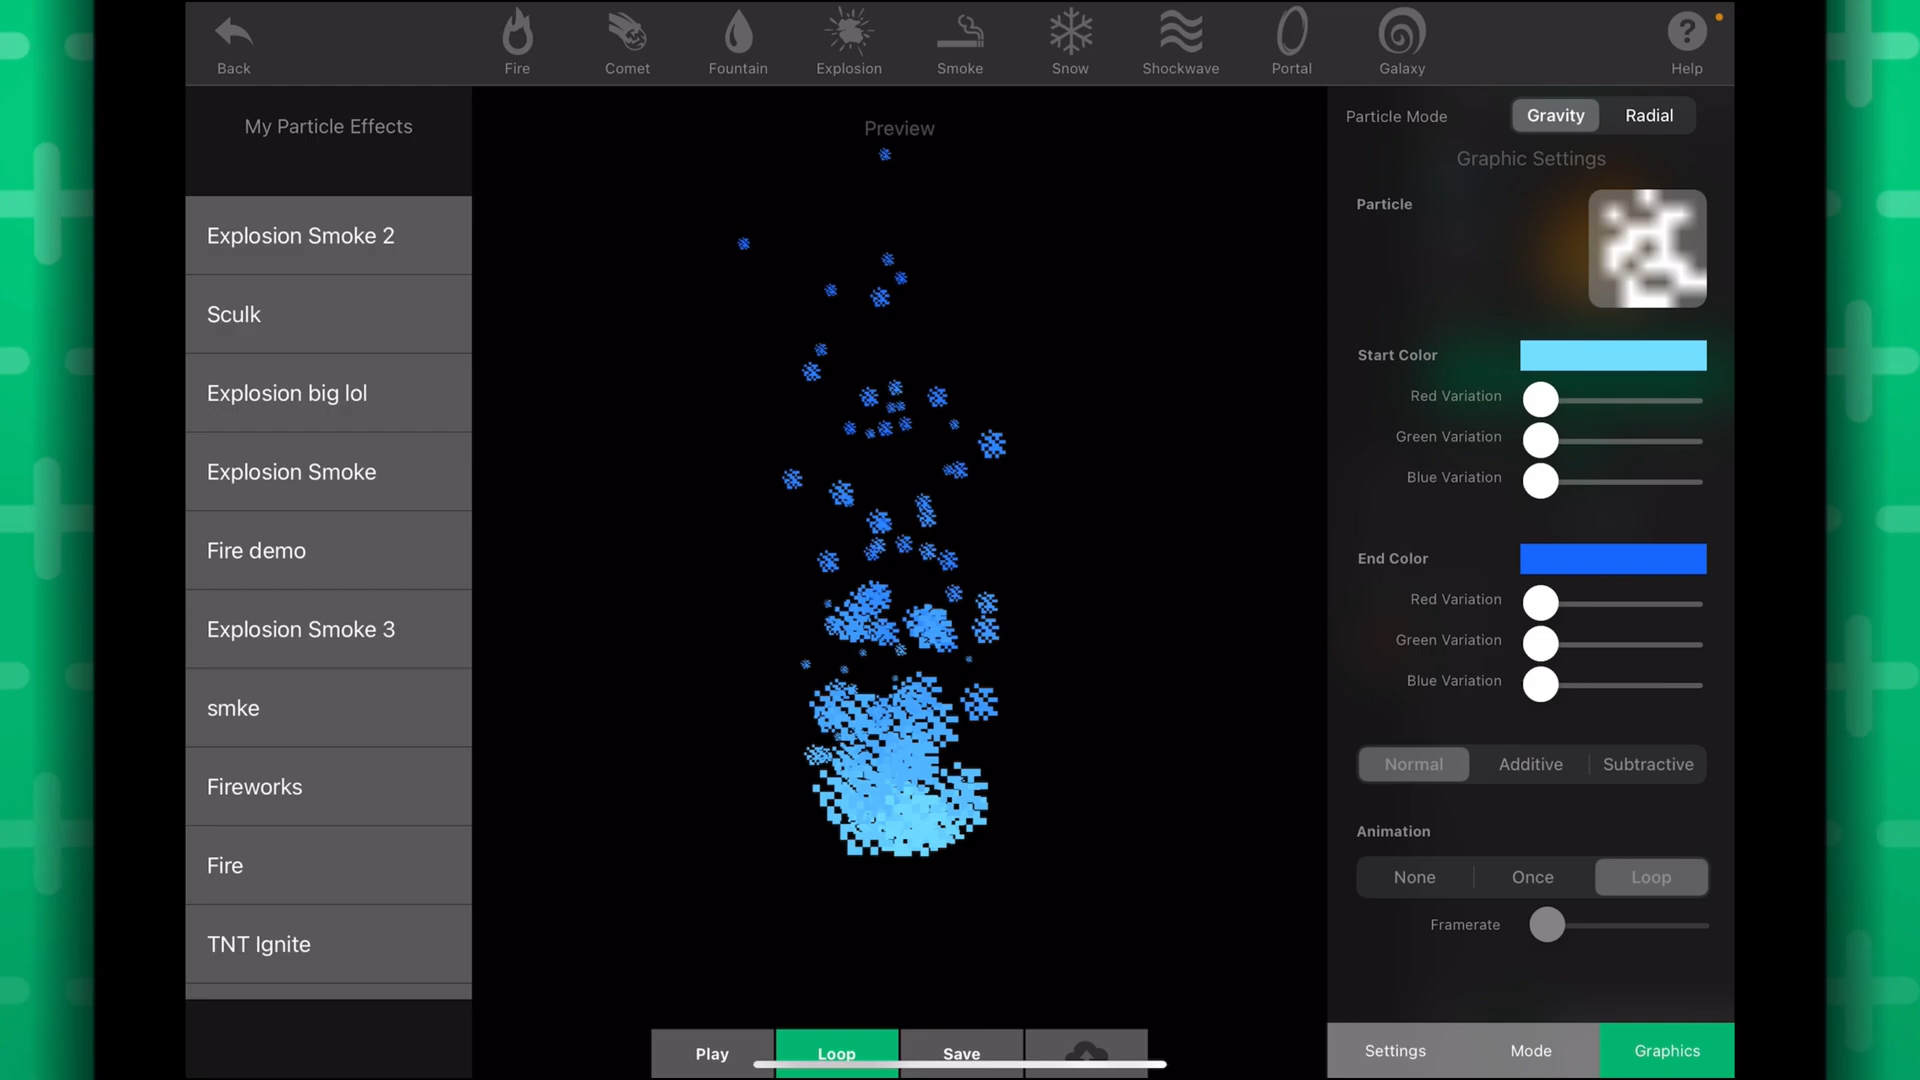 Back
Fire
Comet
Fountain
Explosion
Smoke
Snow
Shockwave
Portal
Galaxy
?
Help
My Particle Effects
Explosion Smoke 2
Sculk
Explosion big lol
Explosion Smoke
Fire demo
Explosion Smoke 3
smke
Fireworks
Fire
TNT Ignite
Preview
Play
Loop
Save
Particle Mode
Gravity
Radial
Graphic Settings
Particle
Start Color
Red Variation
Green Variation
Blue Variation
End Color
Red Variation
Green Variation
Blue Variation
Normal
Additive
Subtractive
Animation
None
Once
Loop
Framerate
Settings
Mode
Graphics